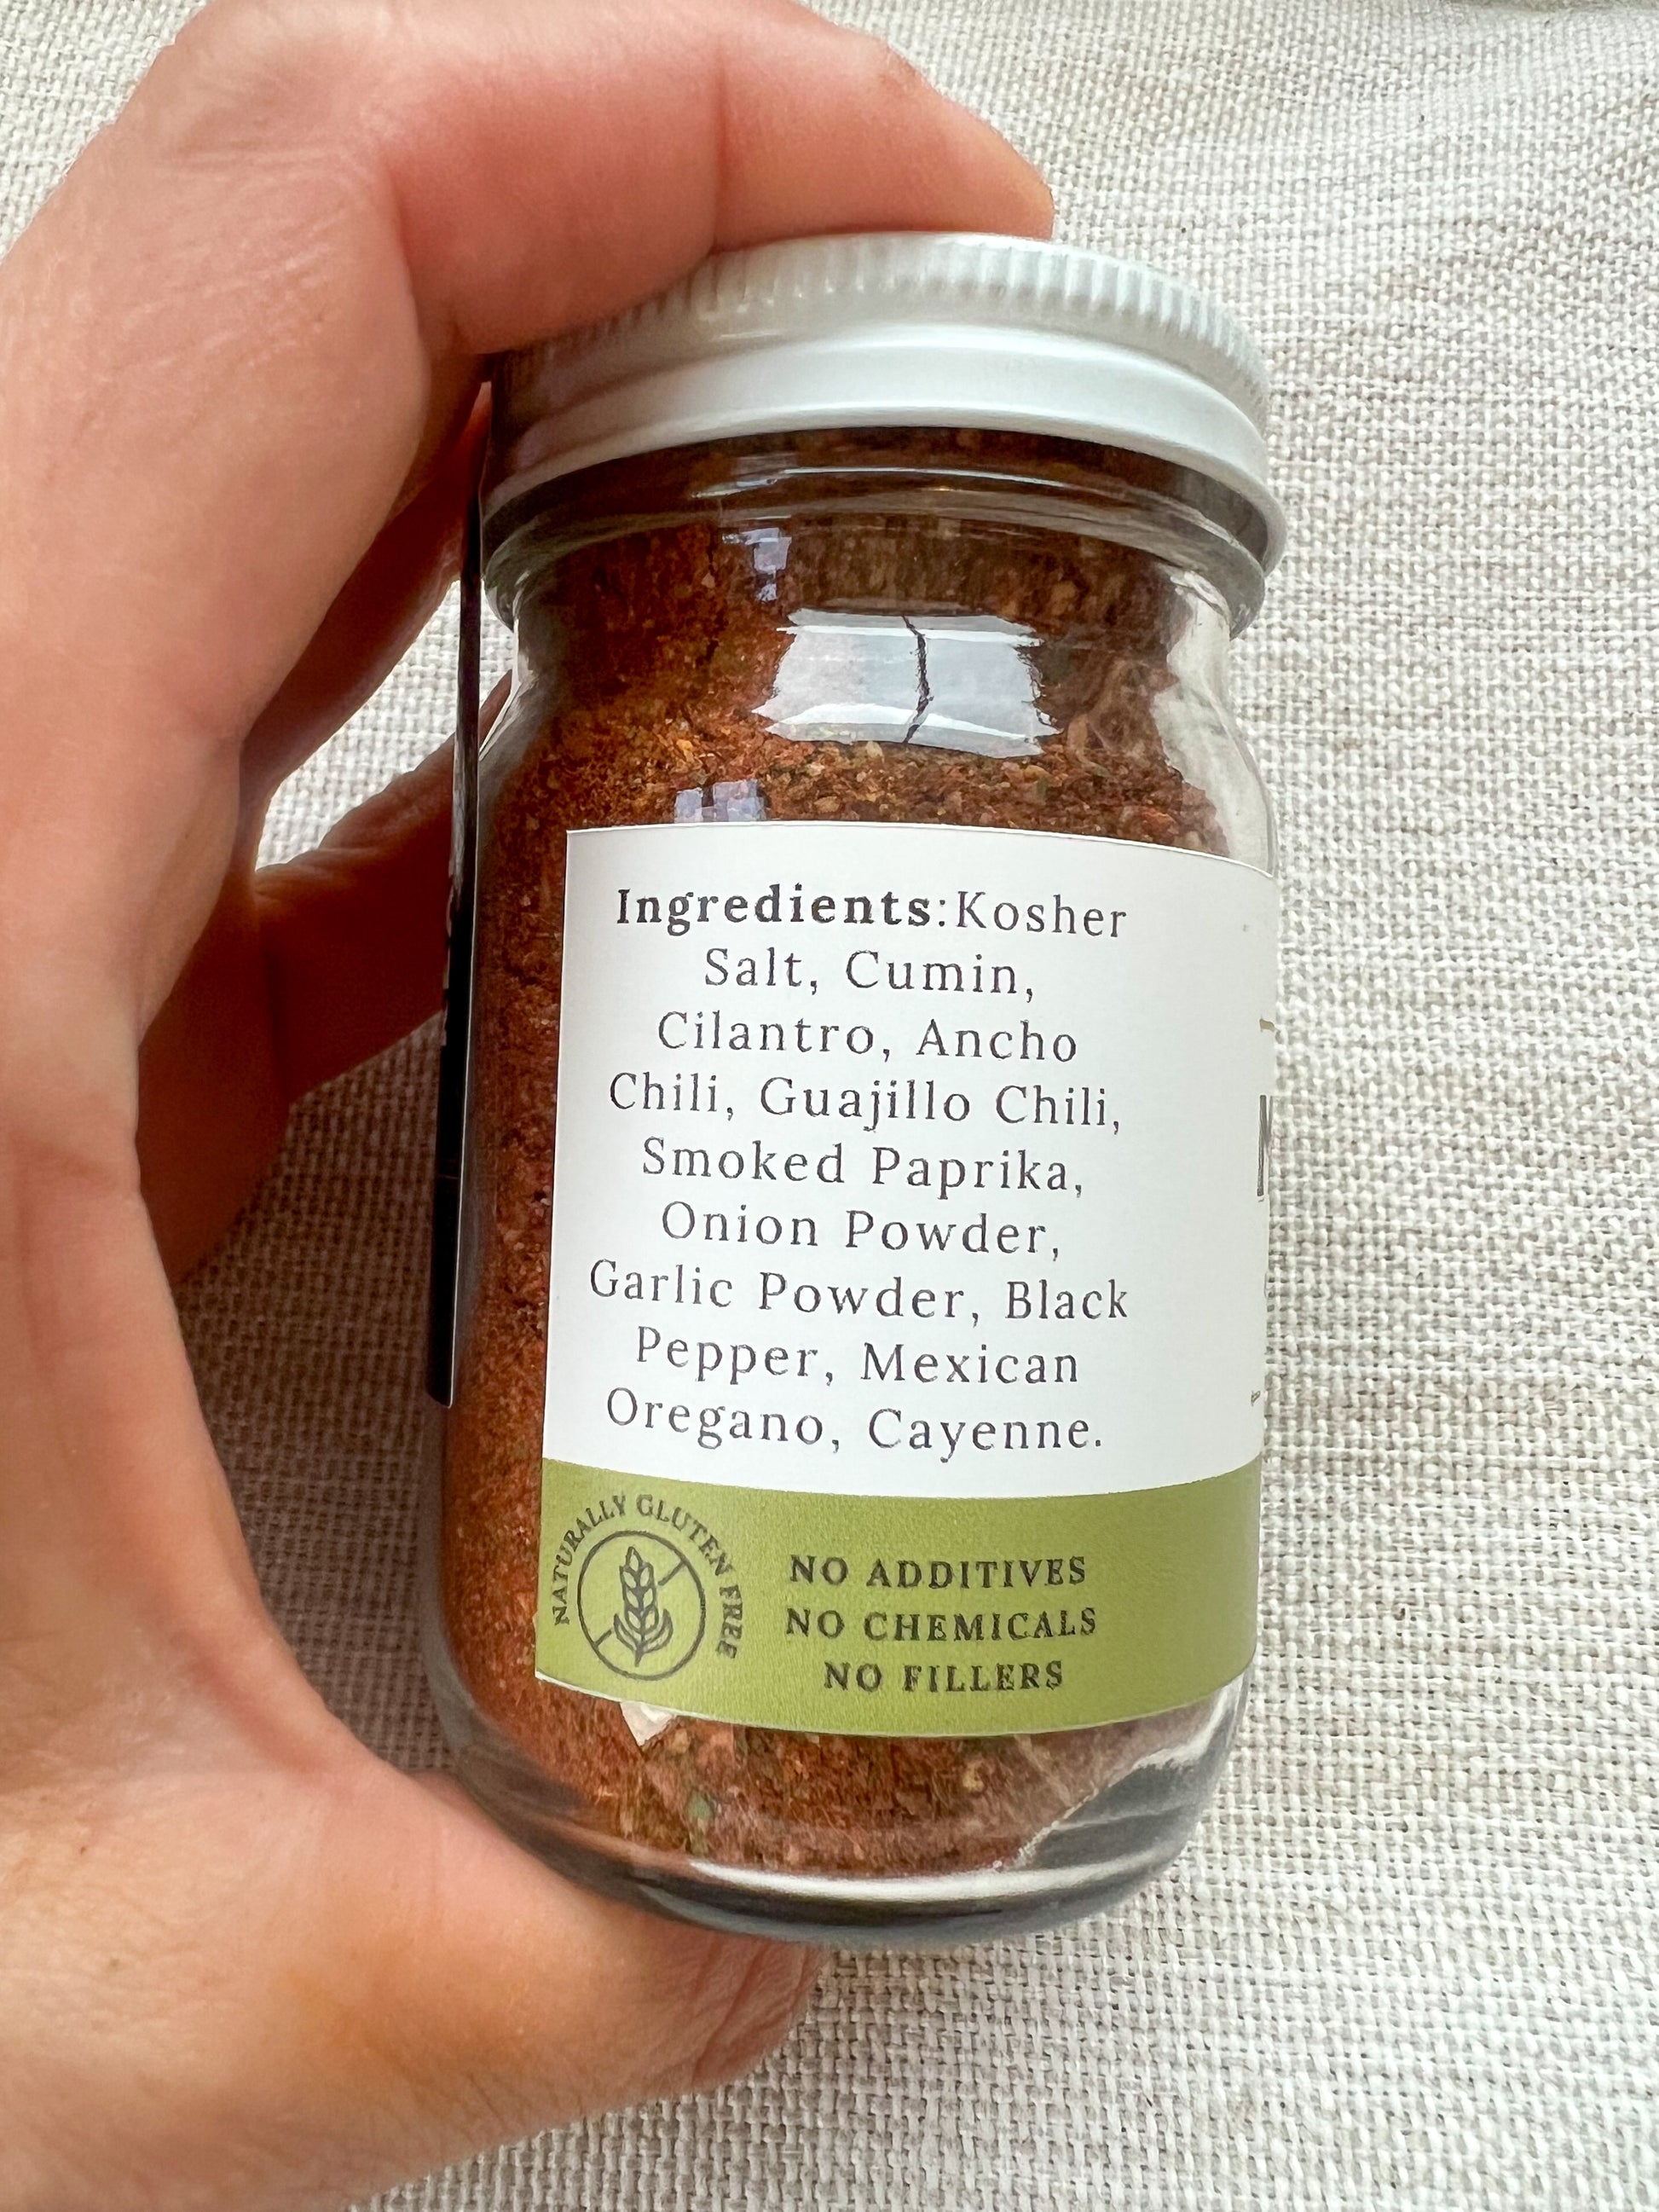 Ingredients:Kosher
Salt, Cumin,
Cilantro, Ancho
Chili, Guajillo Chili,
Smoked Paprika,
Onion Powder,
Garlic Powder, Black
Pepper, Mexican
Oregano, Cayenne.
NATURALLY GLUTEN FREE
NO ADDITIVES
NO CHEMICALS
NO FILLERS